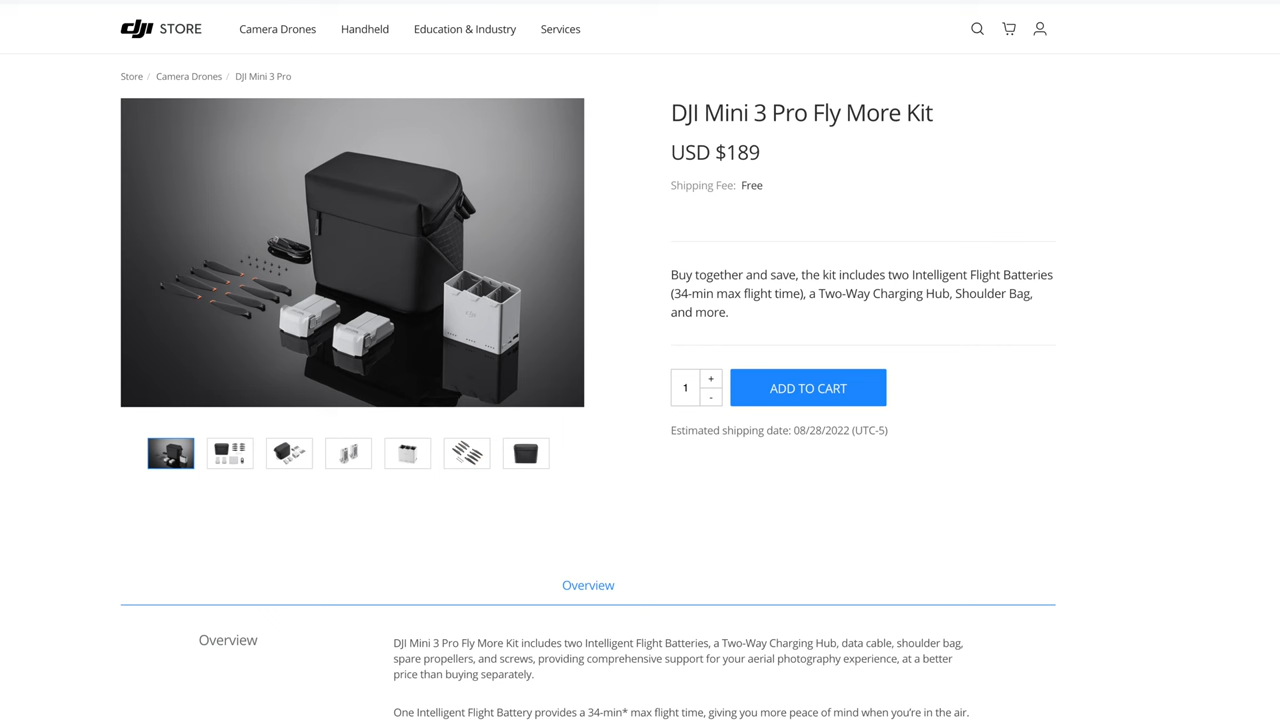 dji STORE
Camera Drones
Handheld
Education & Industry
Services
Store / Camera Drones / DJI Mini 3 Pro
DJI Mini 3 Pro Fly More Kit
USD $189
Shipping Fee: Free
Buy together and save, the kit includes two Intelligent Flight Batteries
(34-min max flight time), a Two-Way Charging Hub, Shoulder Bag,
and more.
1
+
-
ADD TO CART
Estimated shipping date: 08/28/2022 (UTC-5)
Overview
Overview
DJI Mini 3 Pro Fly More Kit includes two Intelligent Flight Batteries, a Two-Way Charging Hub, data cable, shoulder bag,
spare propellers, and screws, providing comprehensive support for your aerial photography experience, at a better
price than buying separately.
One Intelligent Flight Battery provides a 34-min* max flight time, giving you more peace of mind when you’re in the air.